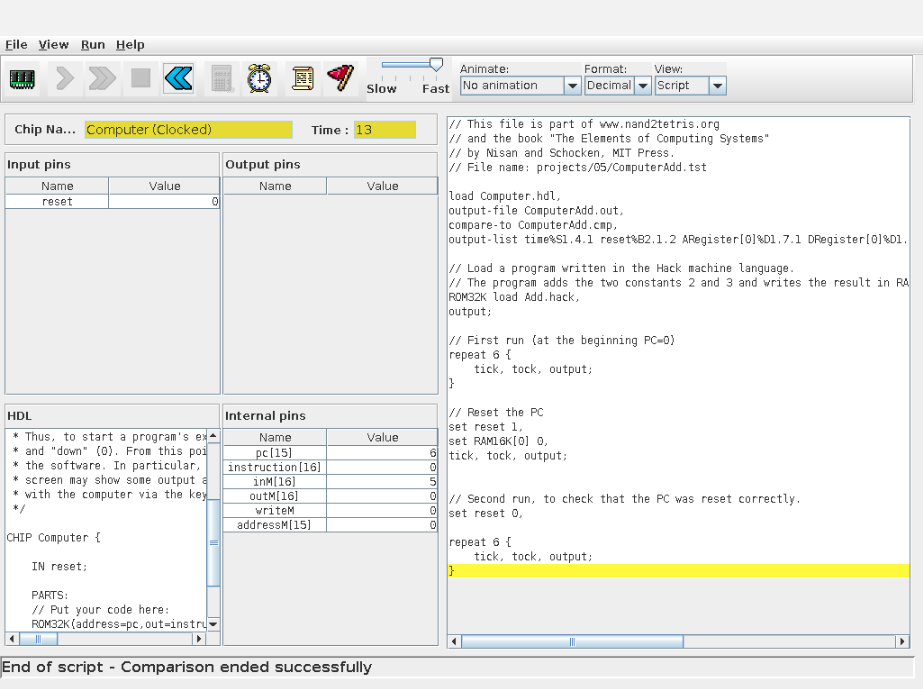 File View Run Help
Slow Fast
Animate:
No animation
Format:
Decimal
View:
Script
Chip Na... Computer (Clocked) Time : 13
Input pins
Name Value
reset 0
Output pins
Name Value
HDL
* Thus, to start a program's ex
* and "down" (0). From this poi
* the software. In particular,
* screen may show some output a
* with the computer via the key
*/
CHIP Computer {
IN reset;
PARTS:
// Put your code here:
ROM32K(address=pc,out=instru
Internal pins
Name Value
pc[15] 6
instruction[16] 0
inM[16] 5
outM[16] 0
writeM 0
addressM[15] 0
// This file is part of www.nand2tetris.org
// and the book "The Elements of Computing Systems"
// by Nisan and Schocken, MIT Press.
// File name: projects/05/ComputerAdd.tst
load Computer.hdl,
output-file ComputerAdd.out,
compare-to ComputerAdd.cmp,
output-list time%S1.4.1 reset%B2.1.2 ARegister[0]%D1.7.1 DRegister[0]%D1.
// Load a program written in the Hack machine language.
// The program adds the two constants 2 and 3 and writes the result in RA
ROM32K load Add.hack,
output;
// First run (at the beginning PC=0)
repeat 6 {
tick, tock, output;
}
// Reset the PC
set reset 1,
set RAM16K[0] 0,
tick, tock, output;
// Second run, to check that the PC was reset correctly.
set reset 0,
repeat 6 {
tick, tock, output;
}
End of script - Comparison ended successfully